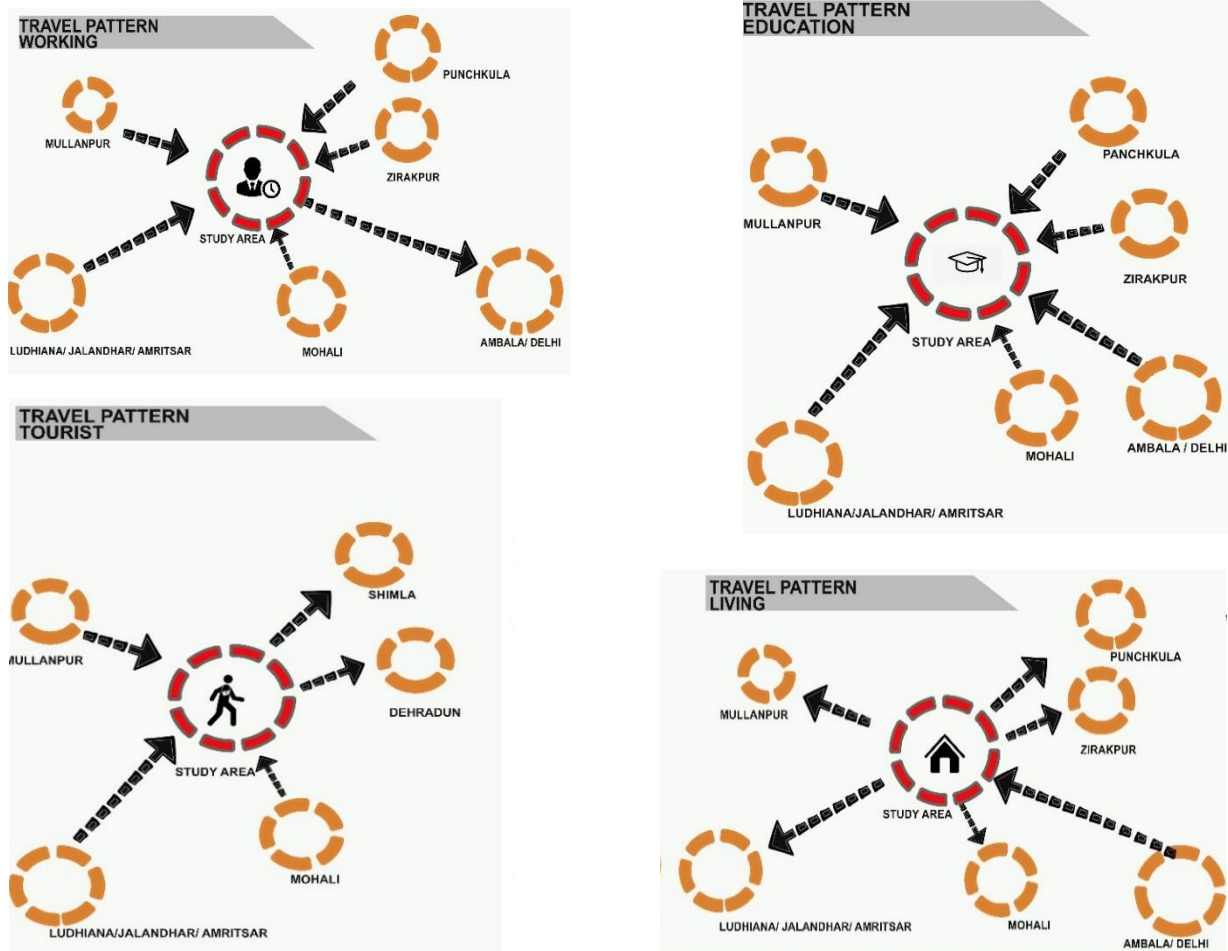 TRAVEL PATTERN
WORKING
PUNCHKULA
MULLANPUR
ZIRAKPUR
STUDY AREA
LUDHIANA/ JALANDHAR/ AMRITSAR
MOHALI
AMBALA/ DELHI
TRAVEL PATTERN
EDUCATION
PANCHKULA
MULLANPUR
ZIRAKPUR
STUDY AREA
MOHALI
AMBALA / DELHI
LUDHIANA/JALANDHAR/ AMRITSAR
TRAVEL PATTERN
TOURIST
SHIMLA
MULLANPUR
DEHRADUN
STUDY AREA
MOHALI
LUDHIANA/JALANDHAR/ AMRITSAR
TRAVEL PATTERN
LIVING
PUNCHKULA
MULLANPUR
ZIRAKPUR
STUDY AREA
LUDHIANA/ JALANDHAR/ AMRITSAR
MOHALI
AMBALA/ DELHI